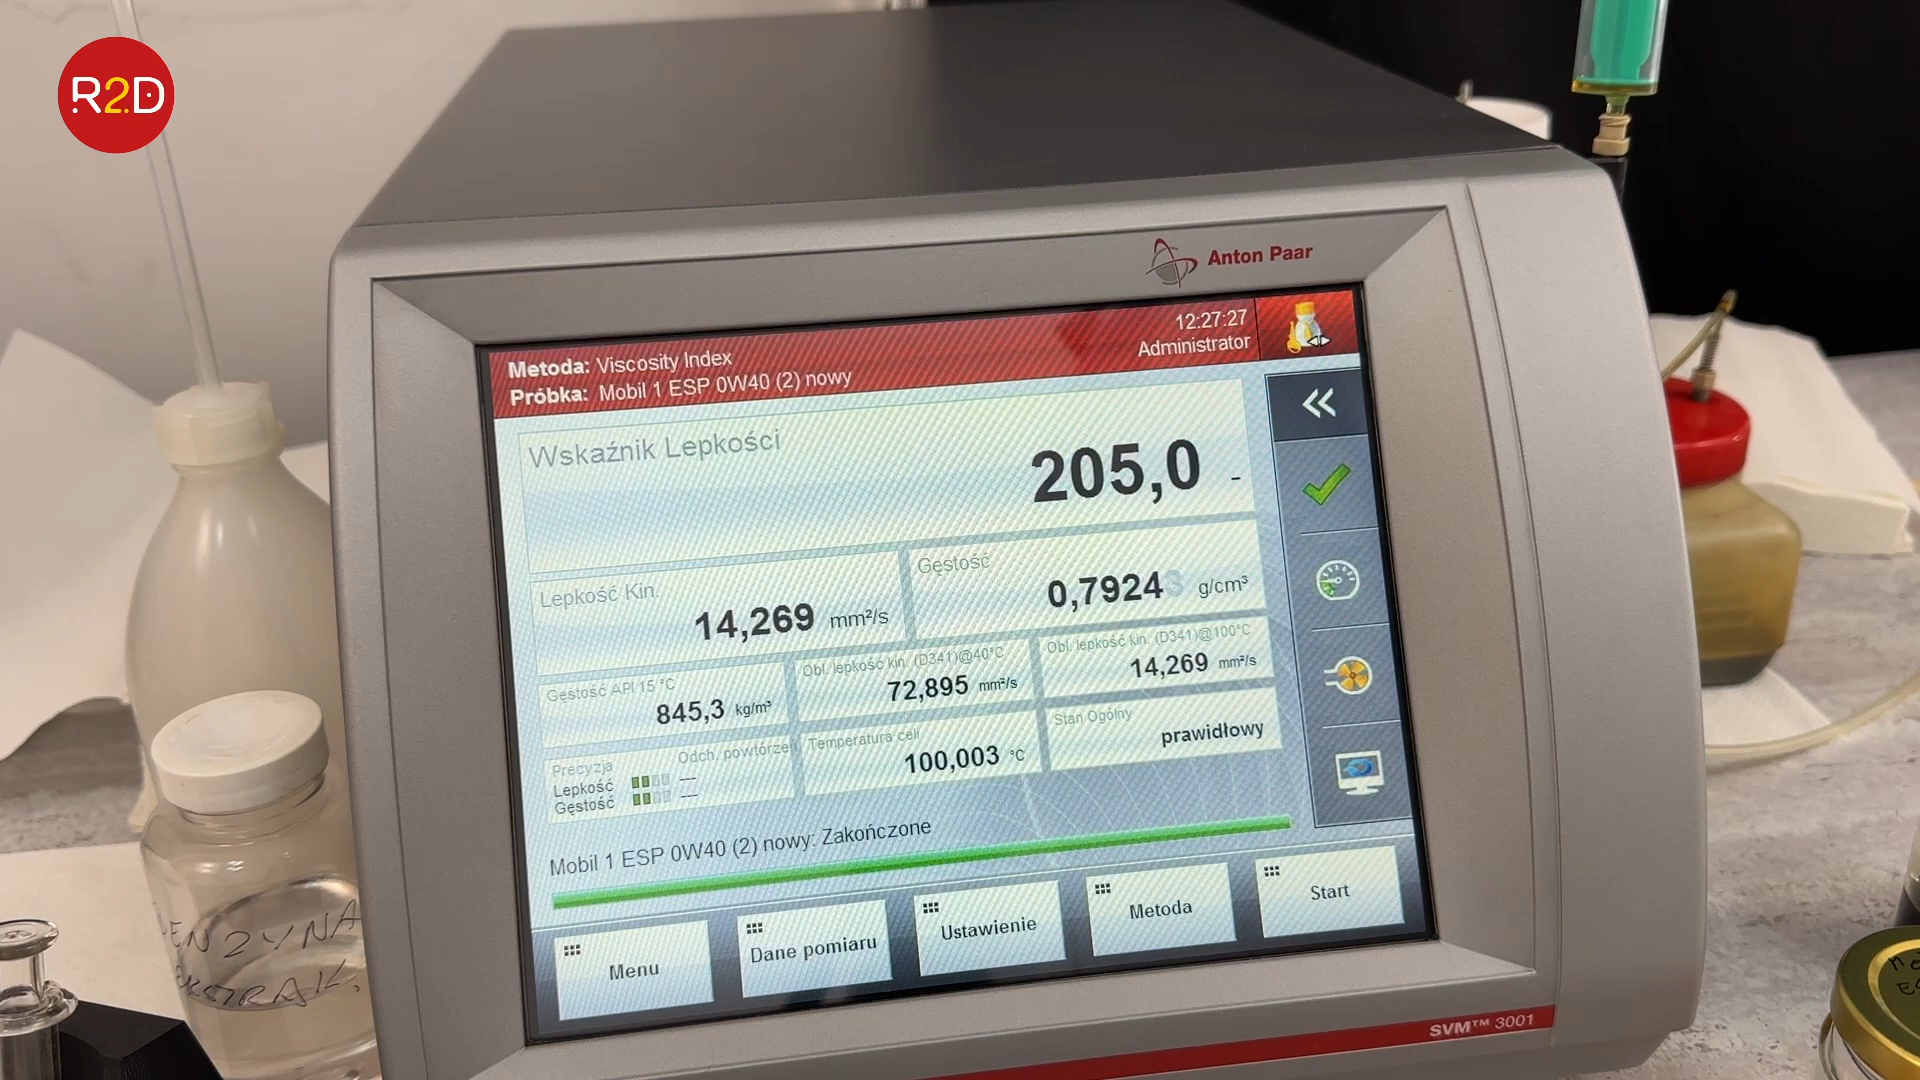 R2D
Anton Paar
Metoda: Viscosity Index
12:27:27
Próbka: Mobil 1 ESP 0W40 (2) nowy
Administrator
Wskaźnik Lepkości
205,0 -
Lepkość Kin.
14,269 mm²/s
Gęstość
0,79243 g/cm³
Gęstość API 15 °C
845,3 kg/m³
Obl. lepkość kin. (D341)@40°C
72,895 mm²/s
Obl. lepkość kin. (D341)@100°C
14,269 mm²/s
Precyzja
Odch. powtórzeń
Lepkość ---
Gęstość ---
Temperatura celi
100,003 °C
Stan Ogólny
prawidłowy
Mobil 1 ESP 0W40 (2) nowy: Zakończone
Menu
Dane pomiaru
Ustawienie
Metoda
Start
SVM™ 3001